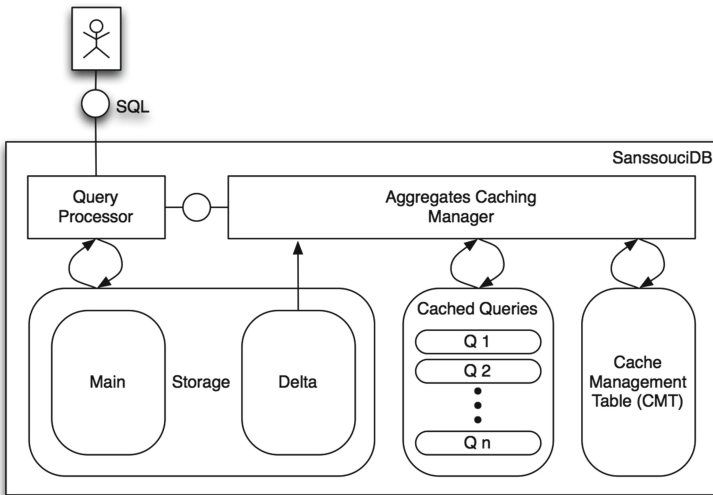 SQL
SanssouciDB
Query
Processor
Aggregates Caching
Manager
Main
Storage
Delta
Cached Queries
Q 1
Q 2
Q n
Cache
Management
Table (CMT)